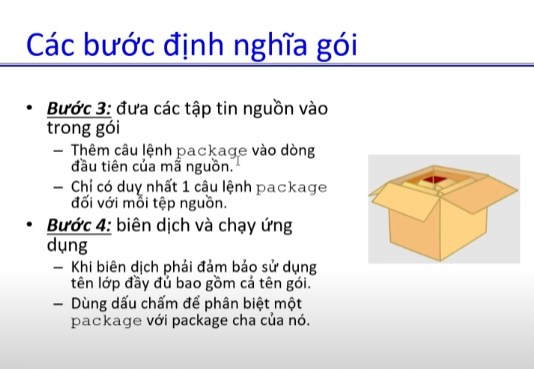 Các bước định nghĩa gói
• Bước 3: đưa các tập tin nguồn vào
trong gói
– Thêm câu lệnh package vào dòng
đầu tiên của mã nguồn.
– Chỉ có duy nhất 1 câu lệnh package
đối với mỗi tệp nguồn.
• Bước 4: biên dịch và chạy ứng
dụng
– Khi biên dịch phải đảm bảo sử dụng
tên lớp đầy đủ bao gồm cả tên gói.
– Dùng dấu chấm để phân biệt một
package với package cha của nó.